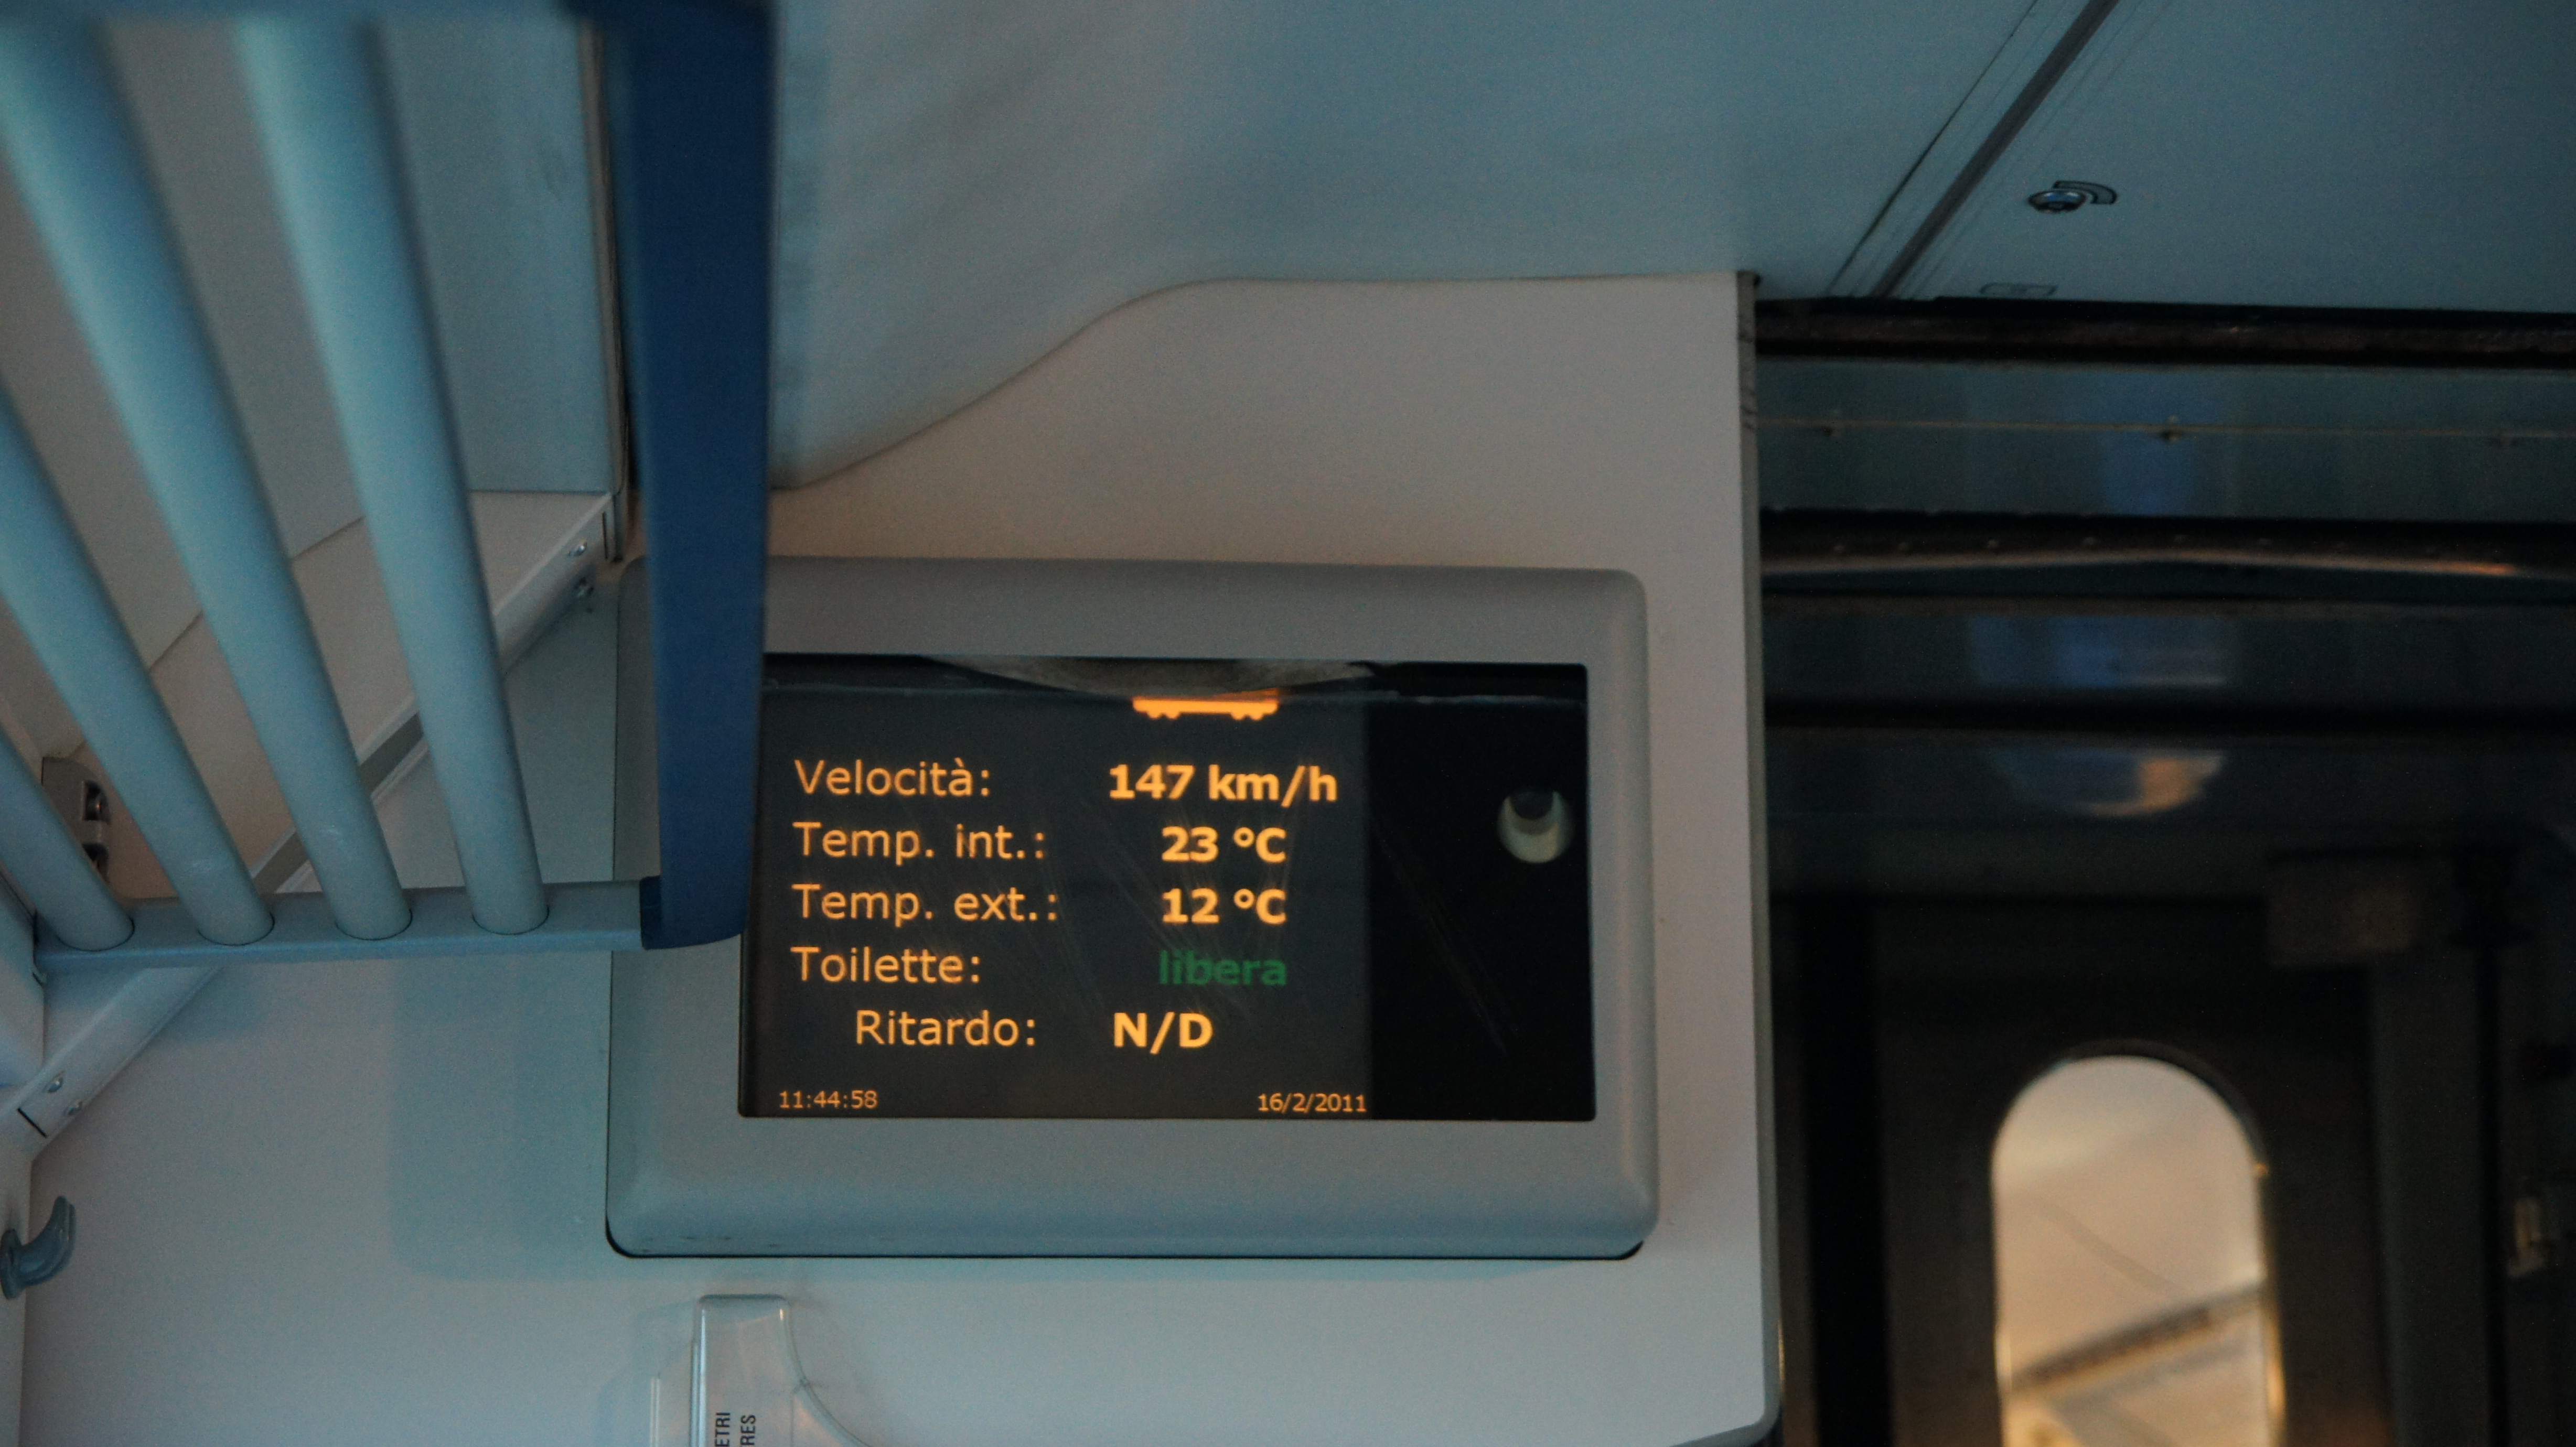 Velocità: 147 km/h
Temp. int.: 23 °C
Temp. ext.: 12 °C
Toilette: libera
Ritardo: N/D
11:44:58 16/2/2011